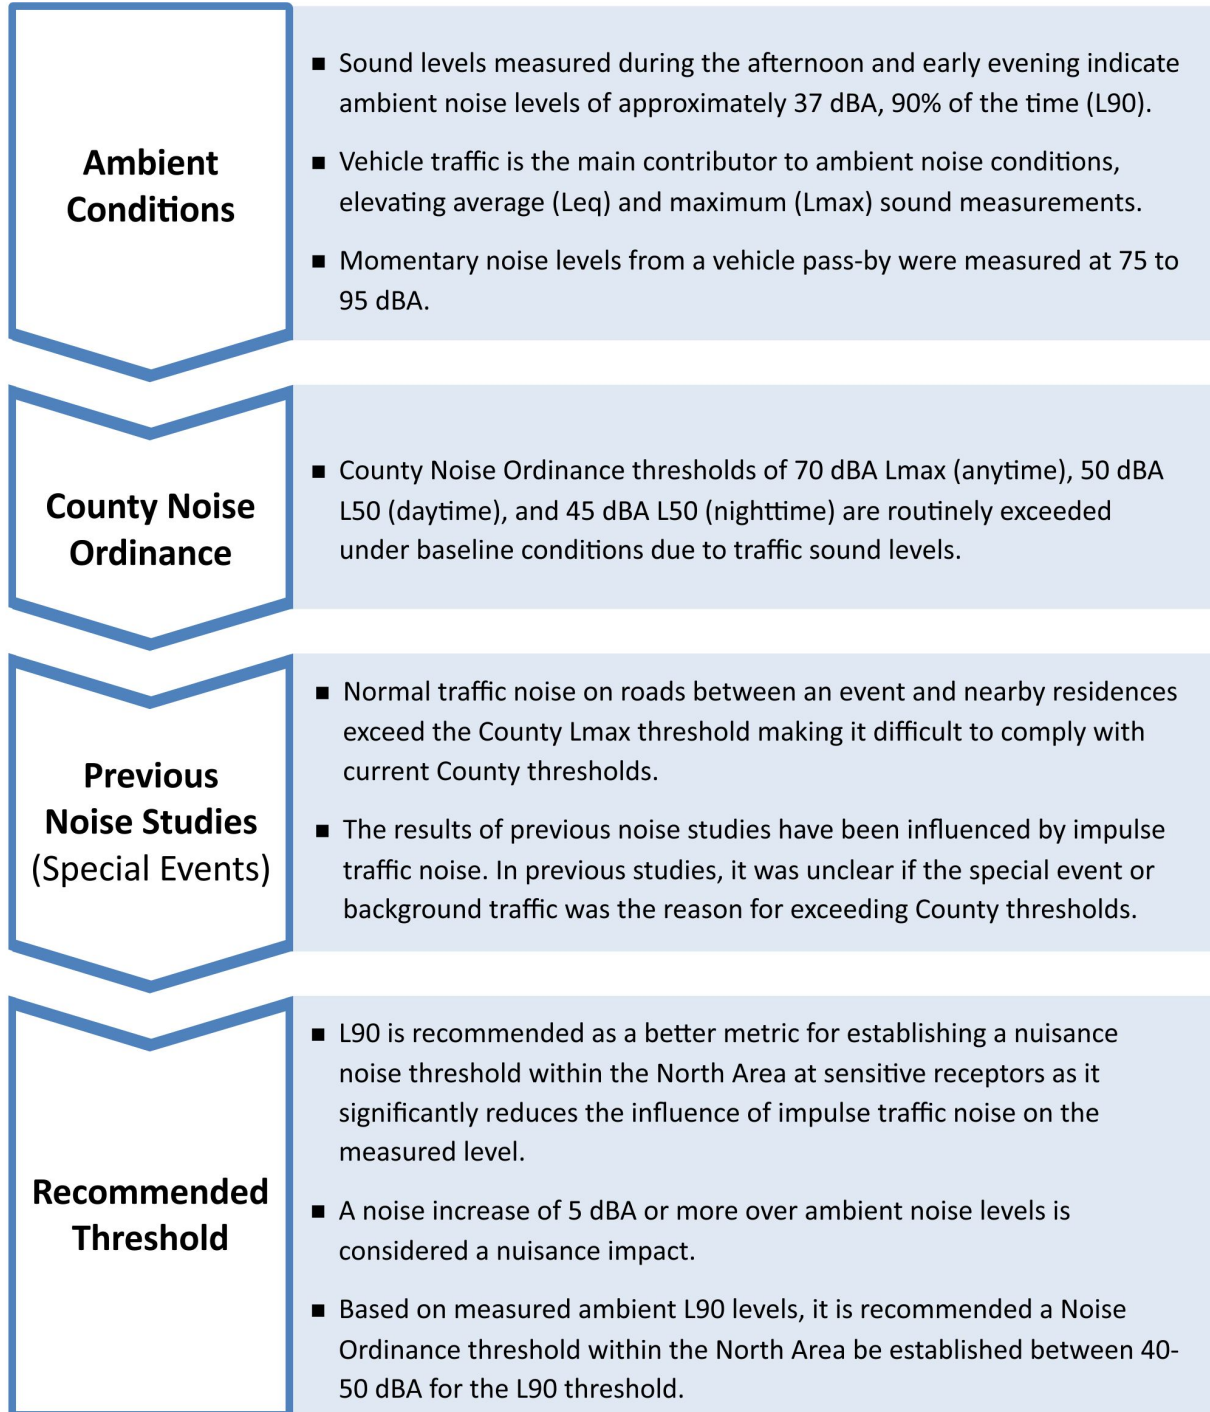 Ambient
Conditions
■ Sound levels measured during the afternoon and early evening indicate
ambient noise levels of approximately 37 dBA, 90% of the time (L90).
■ Vehicle traffic is the main contributor to ambient noise conditions,
elevating average (Leq) and maximum (Lmax) sound measurements.
■ Momentary noise levels from a vehicle pass-by were measured at 75 to
95 dBA.
County Noise
Ordinance
■ County Noise Ordinance thresholds of 70 dBA Lmax (anytime), 50 dBA
L50 (daytime), and 45 dBA L50 (nighttime) are routinely exceeded
under baseline conditions due to traffic sound levels.
Previous
Noise Studies
(Special Events)
■ Normal traffic noise on roads between an event and nearby residences
exceed the County Lmax threshold making it difficult to comply with
current County thresholds.
■ The results of previous noise studies have been influenced by impulse
traffic noise. In previous studies, it was unclear if the special event or
background traffic was the reason for exceeding County thresholds.
Recommended
Threshold
■ L90 is recommended as a better metric for establishing a nuisance
noise threshold within the North Area at sensitive receptors as it
significantly reduces the influence of impulse traffic noise on the
measured level.
■ A noise increase of 5 dBA or more over ambient noise levels is
considered a nuisance impact.
■ Based on measured ambient L90 levels, it is recommended a Noise
Ordinance threshold within the North Area be established between 40-
50 dBA for the L90 threshold.